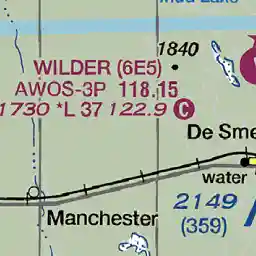 1840
WILDER (6E5)
AWOS-3P 118.15
1730 *L 37 122.9 C
De Sme
water
2149
(359)
Manchester